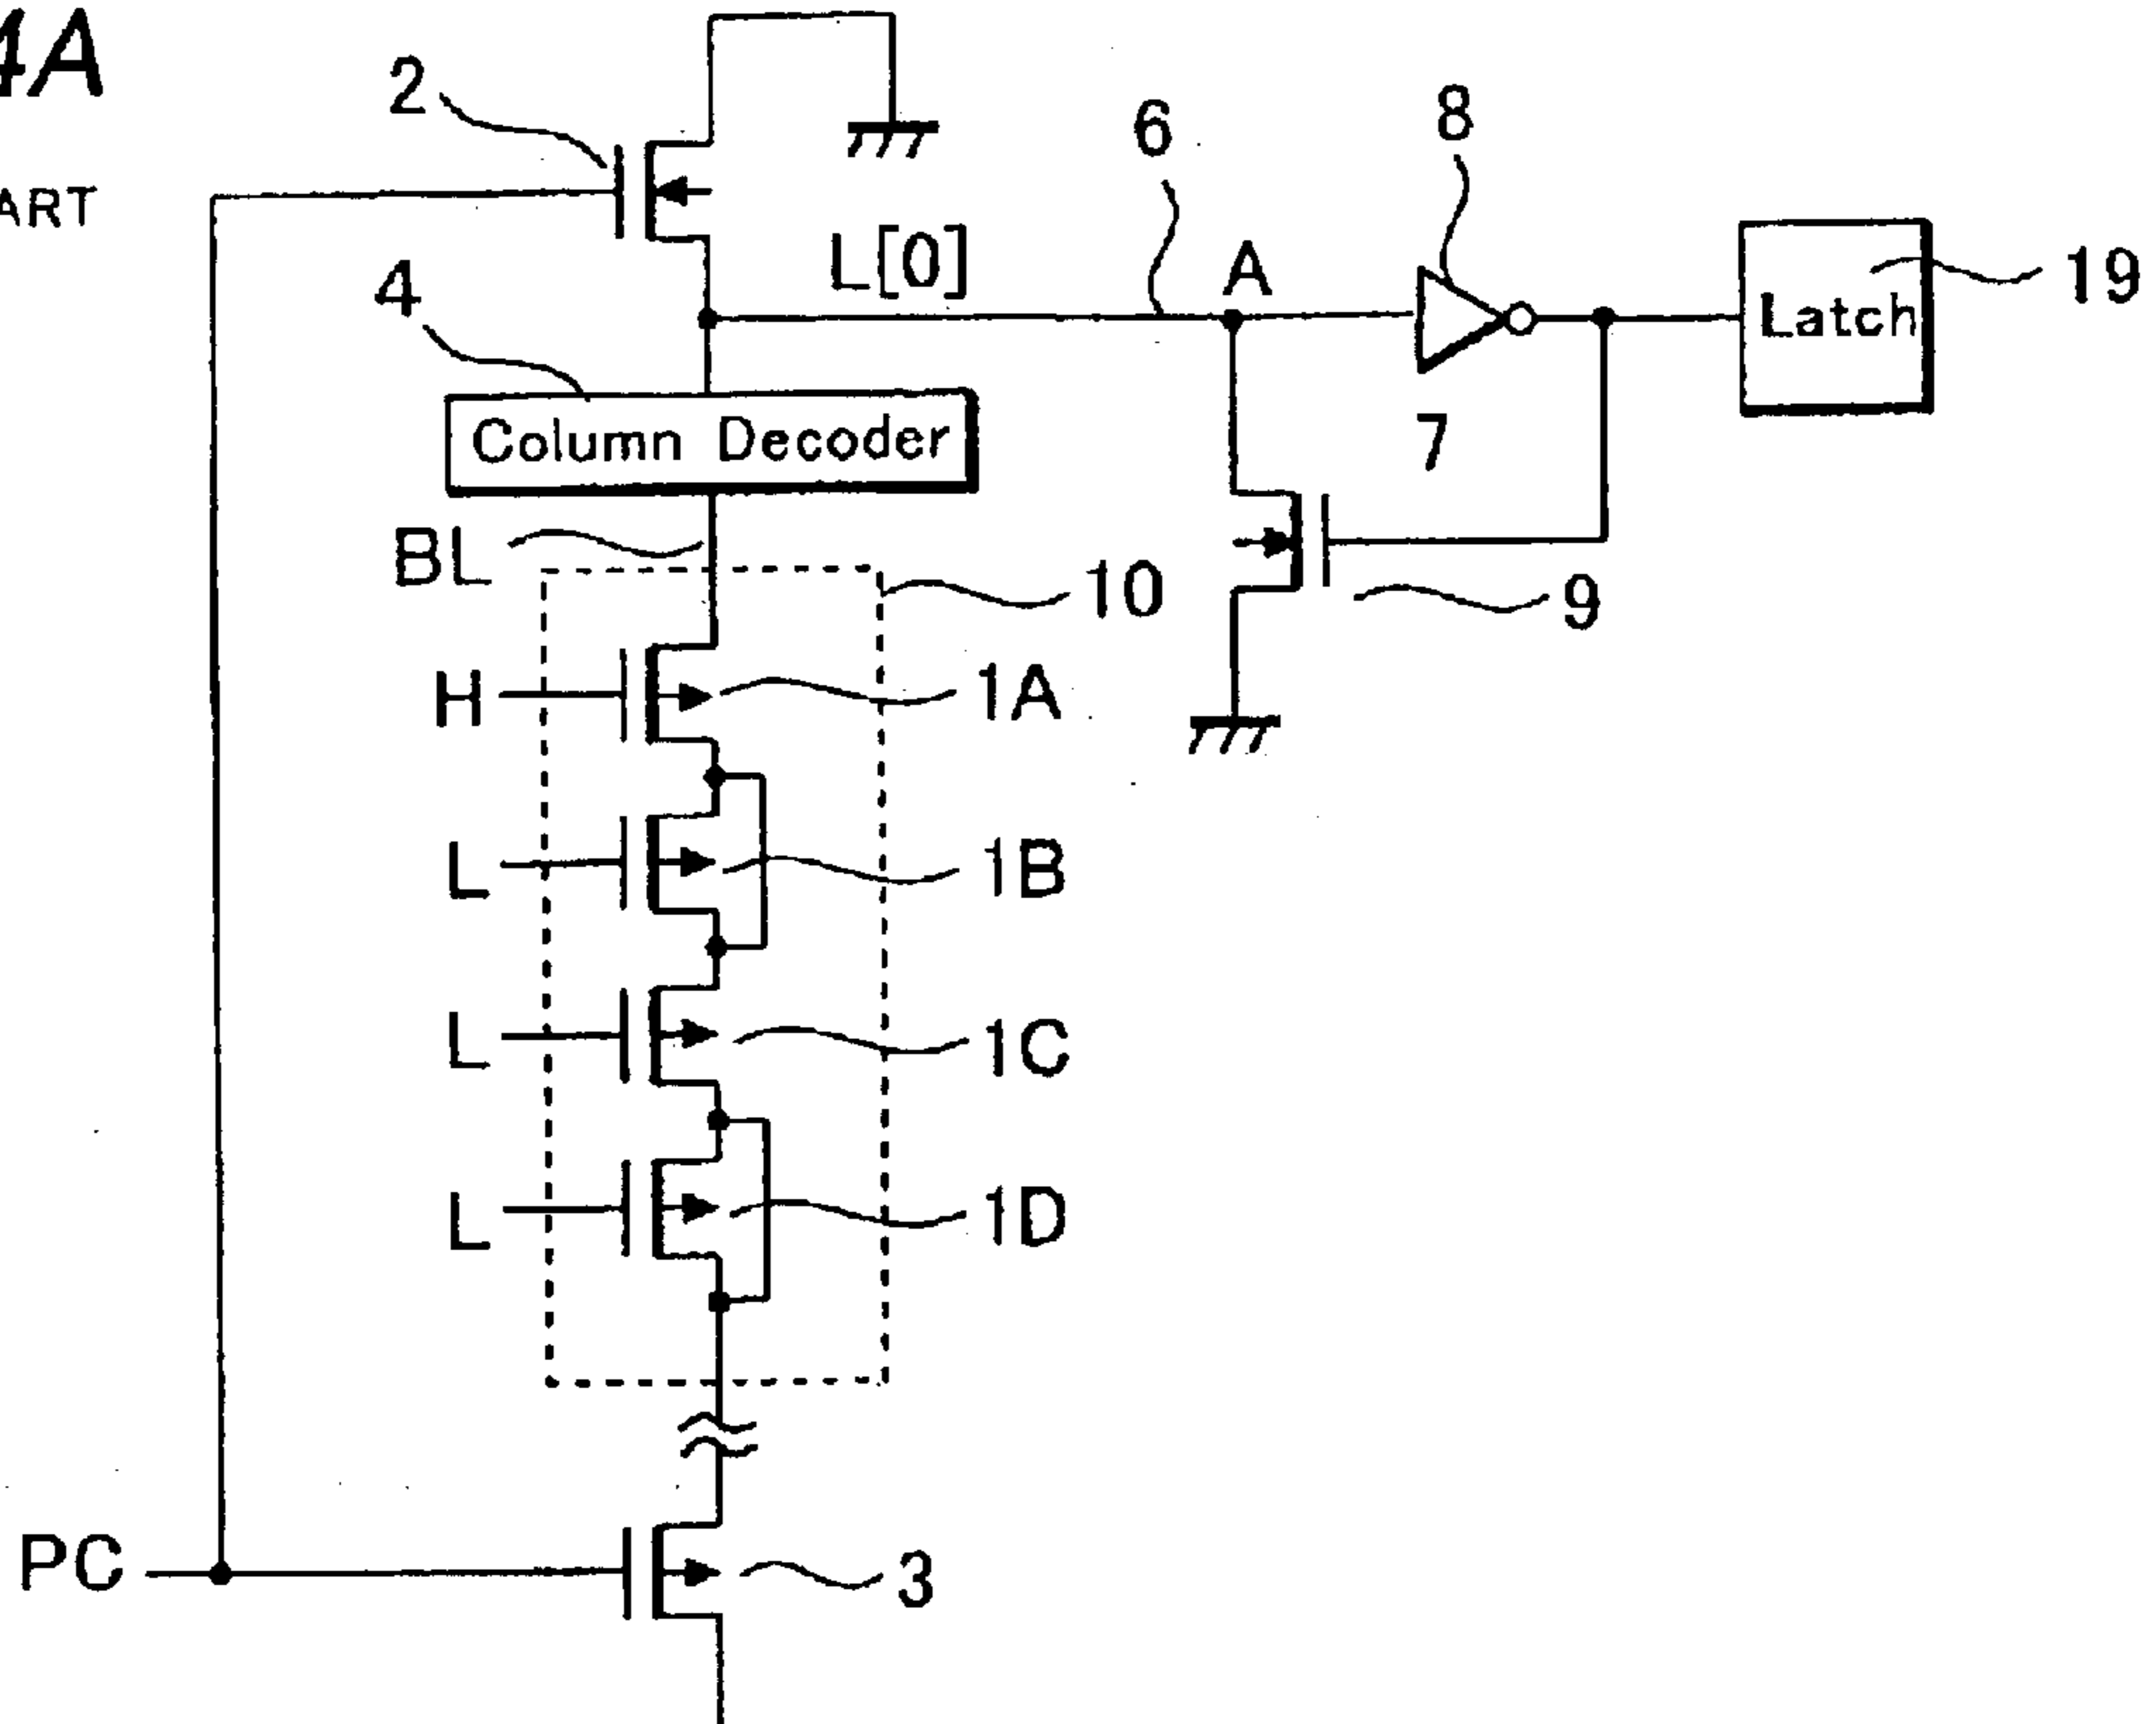 4A
2
6
8
ART
L[0]
A
19
4
Latch
Column Decoder
7
BL
10
9
H
1A
L
1B
L
1C
L
1D
PC
3